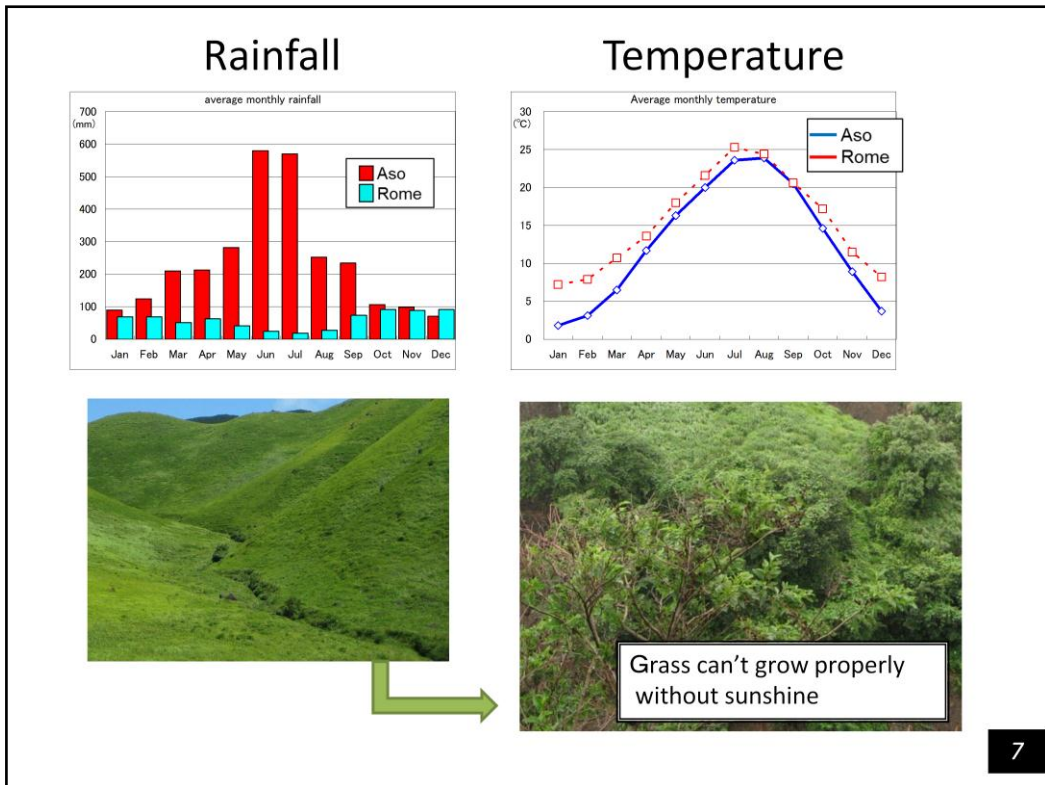 Rainfall
Temperature
average monthly rainfall
700
(mm)
600
500
400
300
200
100
0
Aso
Rome
Jan Feb Mar Apr May Jun Jul Aug Sep Oct Nov Dec
Average monthly temperature
30
(℃)
25
20
15
10
5
0
Aso
Rome
Jan Feb Mar Apr May Jun Jul Aug Sep Oct Nov Dec
Grass can’t grow properly
without sunshine
7